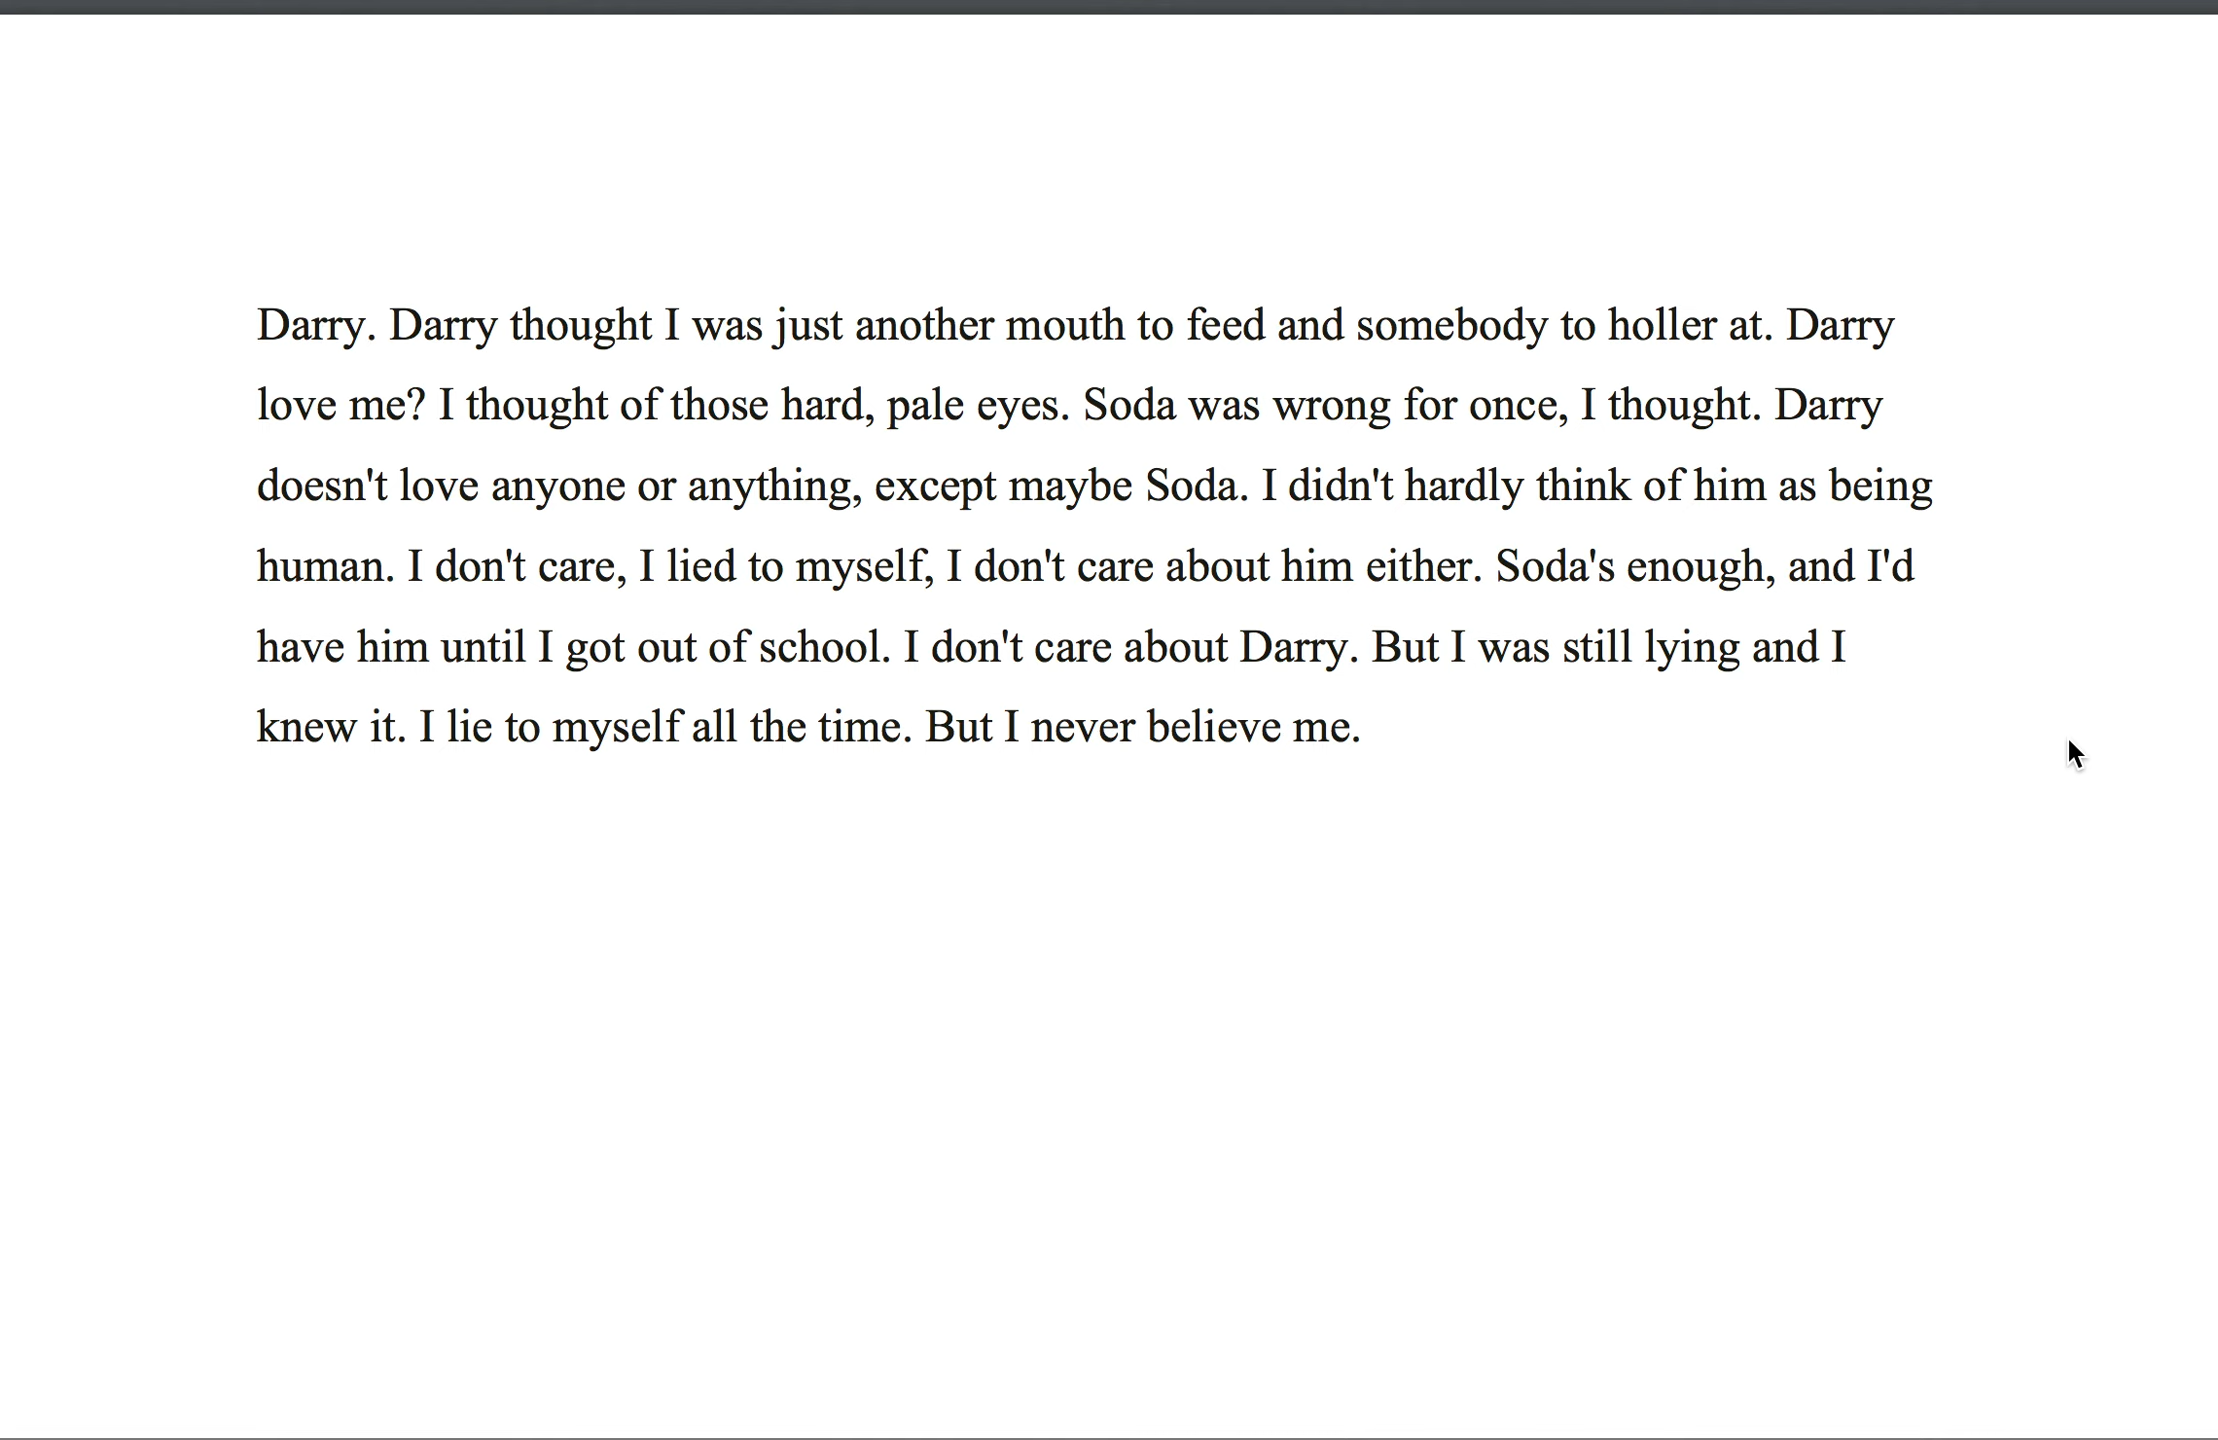 Darry. Darry thought I was just another mouth to feed and somebody to holler at. Darry
love me? I thought of those hard, pale eyes. Soda was wrong for once, I thought. Darry
doesn't love anyone or anything, except maybe Soda. I didn't hardly think of him as being
human. I don't care, I lied to myself, I don't care about him either. Soda's enough, and I'd
have him until I got out of school. I don't care about Darry. But I was still lying and I
knew it. I lie to myself all the time. But I never believe me.